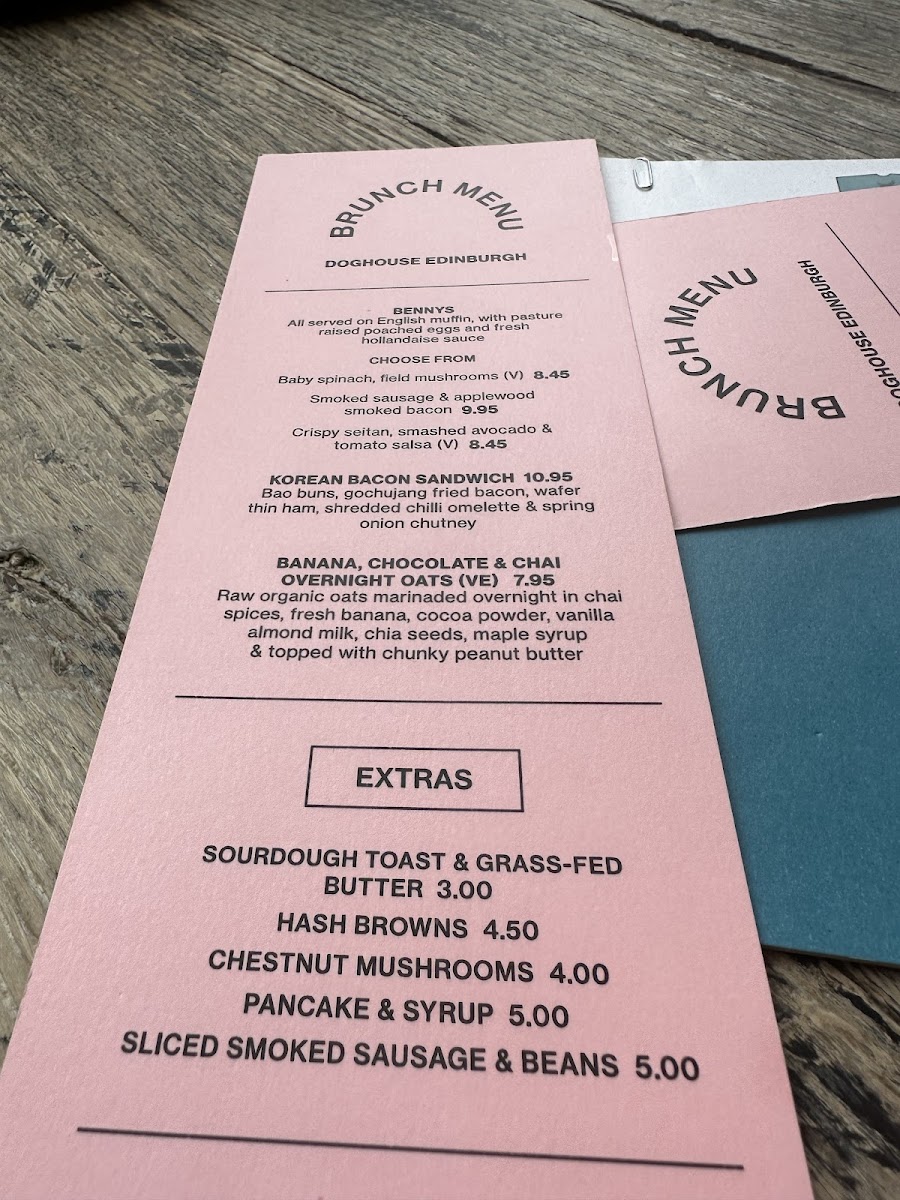 BRUNCH MENU
DOGHOUSE EDINBURGH
BENNYS
All served on English muffin, with pasture
raised poached eggs and fresh
hollandaise sauce
CHOOSE FROM
Baby spinach, field mushrooms (V) 8.45
Smoked sausage & applewood
smoked bacon 9.95
Crispy seitan, smashed avocado &
tomato salsa (V) 8.45
KOREAN BACON SANDWICH 10.95
Bao buns, gochujang fried bacon, wafer
thin ham, shredded chilli omelette & spring
onion chutney
BANANA, CHOCOLATE & CHAI
OVERNIGHT OATS (VE) 7.95
Raw organic oats marinaded overnight in chai
spices, fresh banana, cocoa powder, vanilla
almond milk, chia seeds, maple syrup
& topped with chunky peanut butter
EXTRAS
SOURDOUGH TOAST & GRASS-FED
BUTTER 3.00
HASH BROWNS 4.50
CHESTNUT MUSHROOMS 4.00
PANCAKE & SYRUP 5.00
SLICED SMOKED SAUSAGE & BEANS 5.00
BRUNCH MENU
DOGHOUSE EDINBURGH
DOGHOUSE EDINBURGH